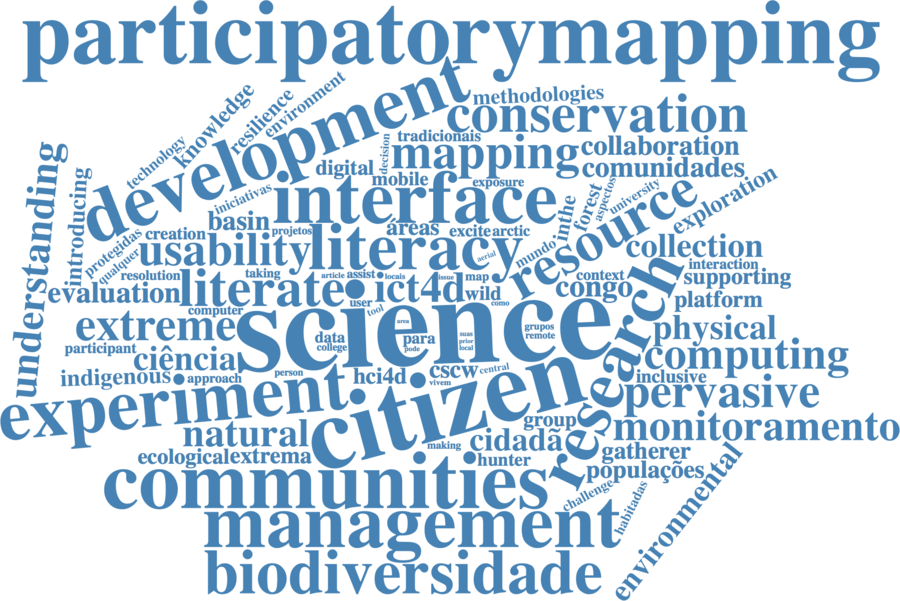 participatorymapping
development
methodologies
conservation
knowledge
resilience
environment
technology
tradicionais
decision
mapping
collaboration
comunidades
digital
mobile
exposure
understanding
introducing
iniciativas
interface
forest
aspectos
university
resource
exploration
inthe
basin
projetos
áreas
excite
arctic
protegidas
qualquer
creation
usability
literacy
aerial
mundo
collection
resolution
taking
article
assist
locais
issue
map
context
interaction
supporting
evaluation
literate
ict4d
wild
como
congo
platform
computer
user
tool
extreme
science
area
data
college
para
pode
suas
prior
local
grupos
remote
research
physical
participant
ciência
computing
indigenous
approach
person
hci4d
cscw
central
vivem
inclusive
pervasive
experiment
citizen
group
monitoramento
natural
making
cidadã
gatherer
ecological
extrema
hunter
populações
communities
challenge
habitadas
environmental
management
biodiversidade